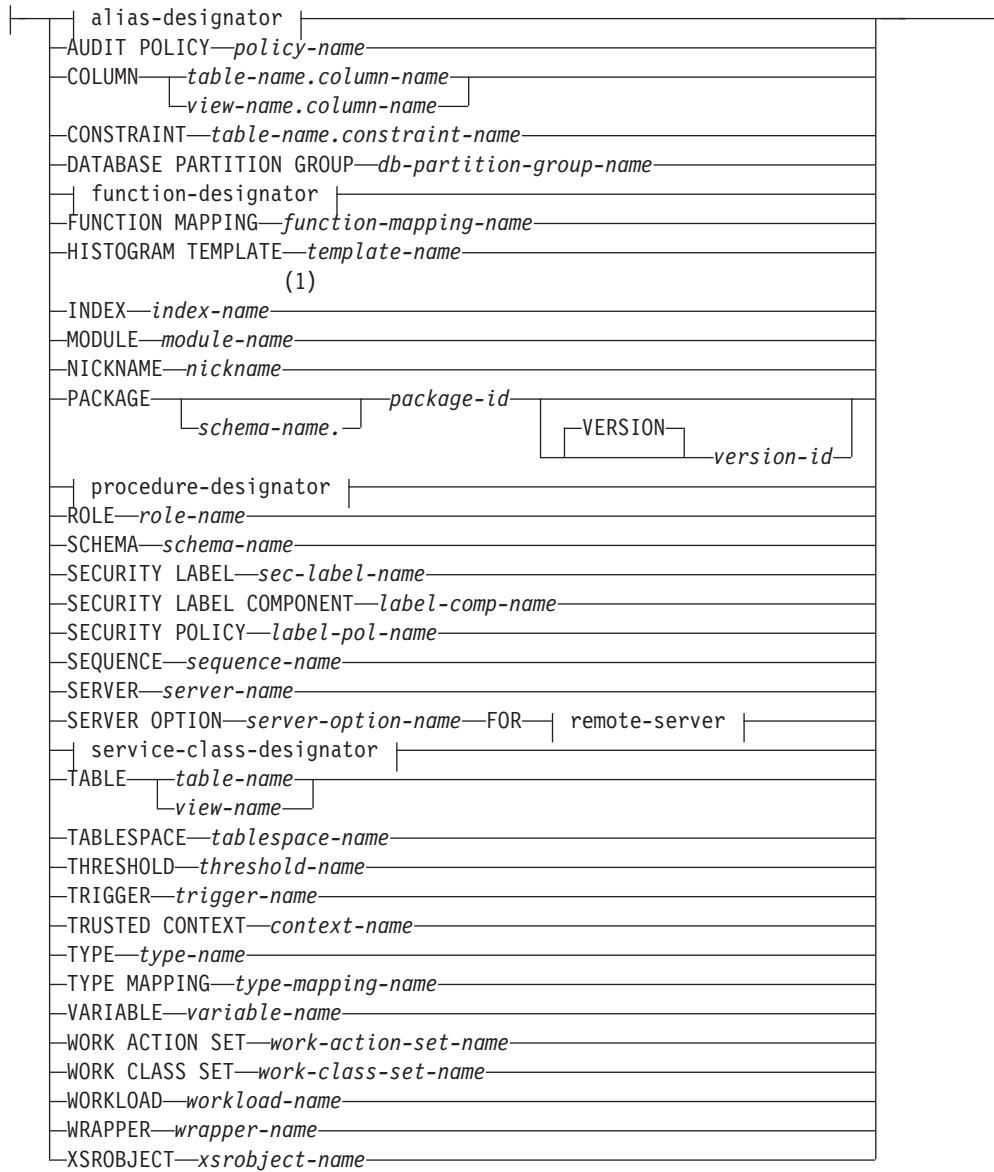 alias-designator
AUDIT POLICY policy-name
COLUMN table-name.column-name
view-name.column-name
CONSTRAINT table-name.constraint-name
DATABASE PARTITION GROUP db-partition-group-name
function-designator
FUNCTION MAPPING function-mapping-name
HISTOGRAM TEMPLATE template-name
(1)
INDEX index-name
MODULE module-name
NICKNAME nickname
PACKAGE package-id
schema-name. VERSION
version-id
procedure-designator
ROLE role-name
SCHEMA schema-name
SECURITY LABEL sec-label-name
SECURITY LABEL COMPONENT label-comp-name
SECURITY POLICY label-pol-name
SEQUENCE sequence-name
SERVER server-name
SERVER OPTION server-option-name FOR remote-server
service-class-designator
TABLE table-name
view-name
TABLESPACE tablespace-name
THRESHOLD threshold-name
TRIGGER trigger-name
TRUSTED CONTEXT context-name
TYPE type-name
TYPE MAPPING type-mapping-name
VARIABLE variable-name
WORK ACTION SET work-action-set-name
WORK CLASS SET work-class-set-name
WORKLOAD workload-name
WRAPPER wrapper-name
XSROBJECT xsrobject-name